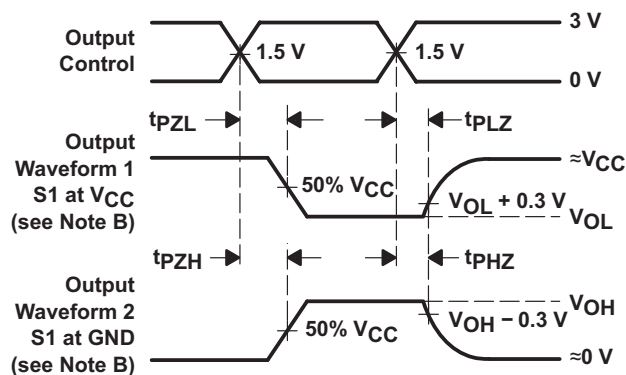 Output
Control
1.5 V
1.5 V
3 V
0 V
tPZL
tPLZ
Output
Waveform 1
S1 at VCC
(see Note B)
50% VCC
≈VCC
VOL + 0.3 V
VOL
tPZH
tPHZ
Output
Waveform 2
S1 at GND
(see Note B)
50% VCC
VOH
VOH − 0.3 V
≈0 V